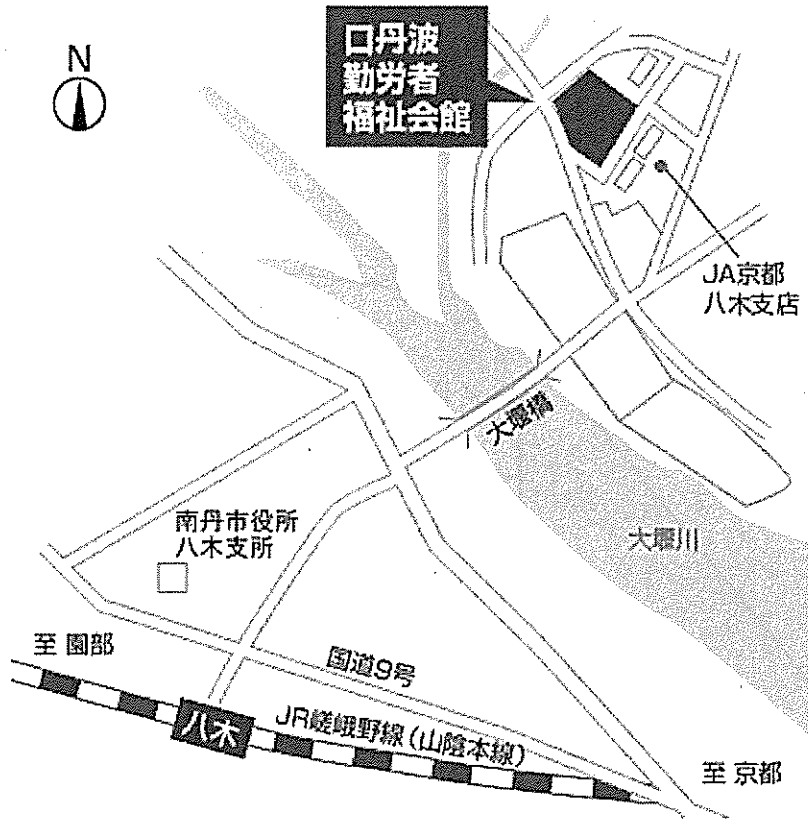 N
口丹波
勤労者
福祉会館
JA京都
八木支店
大堰橋
南丹市役所
八木支所
大堰川
至 園部
国道9号
八木
JR嵯峨野線(山陰本線)
至 京都